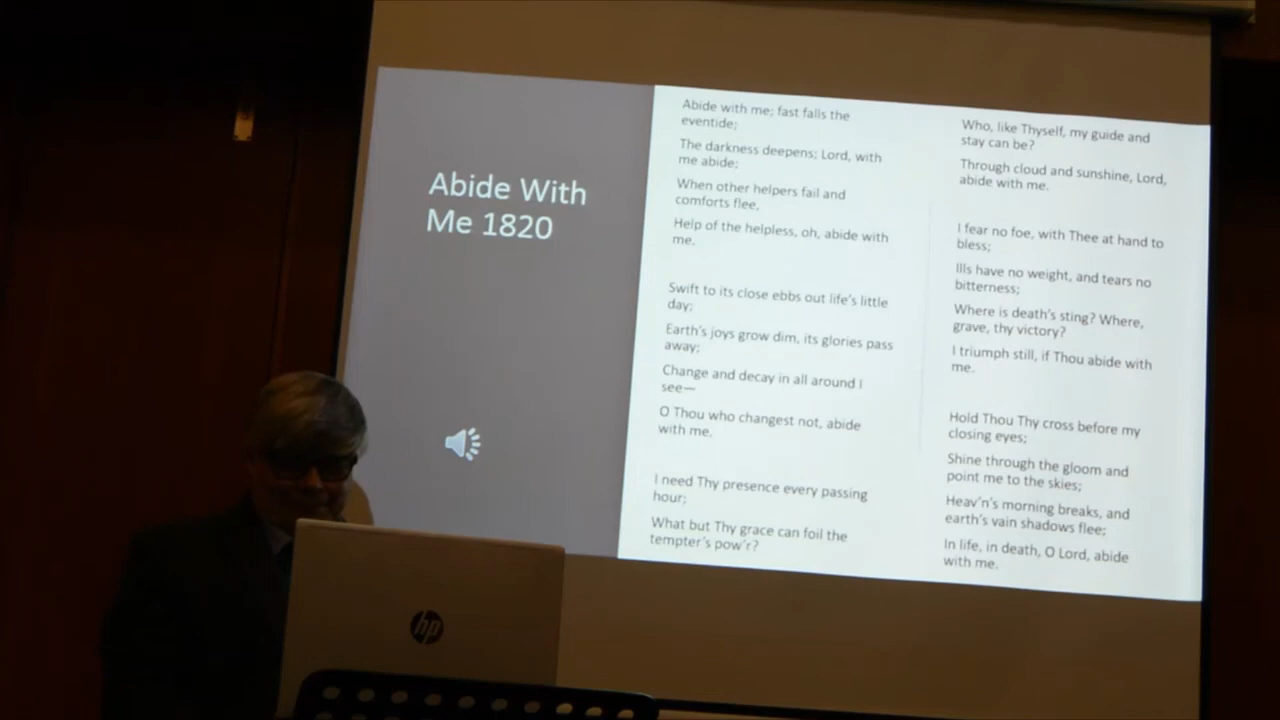 Abide With
Me 1820
Abide with me; fast falls the
eventide;
The darkness deepens; Lord, with
me abide;
When other helpers fail and
comforts flee,
Help of the helpless, oh, abide with
me.
Swift to its close ebbs out life's little
day;
Earth's joys grow dim, its glories pass
away;
Change and decay in all around I
see—
O Thou who changest not, abide
with me.
I need Thy presence every passing
hour;
What but Thy grace can foil the
tempter's pow'r?
Who, like Thyself, my guide and
stay can be?
Through cloud and sunshine, Lord,
abide with me.
I fear no foe, with Thee at hand to
bless;
Ills have no weight, and tears no
bitterness;
Where is death's sting? Where,
grave, thy victory?
I triumph still, if Thou abide with
me.
Hold Thou Thy cross before my
closing eyes;
Shine through the gloom and
point me to the skies;
Heav'n's morning breaks, and
earth's vain shadows flee;
In life, in death, O Lord, abide
with me.
hp